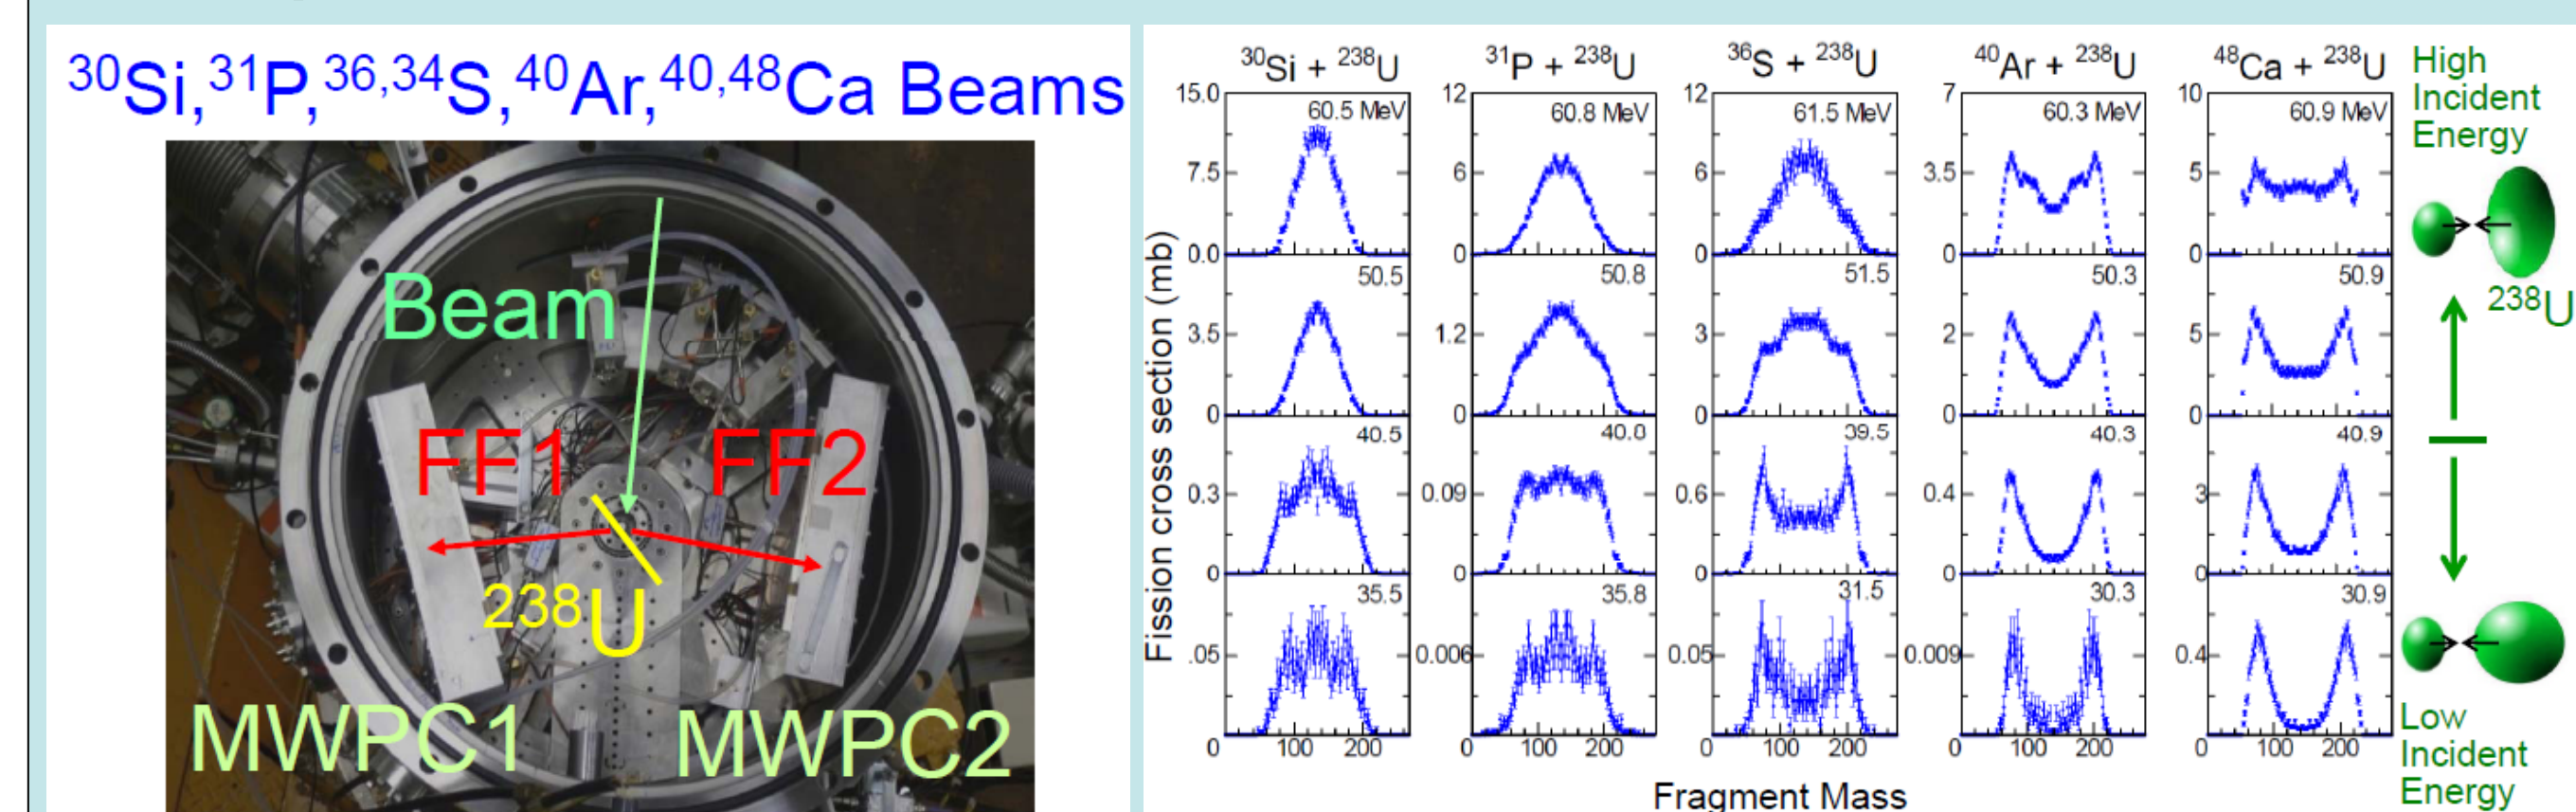 ³⁰Si,³¹P,³⁶,³⁴S,⁴⁰Ar,⁴⁰,⁴⁸Ca Beams
Beam
FF1 FF2
²³⁸U
MWPC1 MWPC2
³⁰Si + ²³⁸U ³¹P + ²³⁸U ³⁶S + ²³⁸U ⁴⁰Ar + ²³⁸U ⁴⁸Ca + ²³⁸U
High
Incident
Energy
15.0 12 12 7 10
60.5 MeV 60.8 MeV 61.5 MeV 60.3 MeV 60.9 MeV
7.5 6 6 3.5 5
0.0 0 0 0 0
50.5 50.8 51.5 50.3 50.9
²³⁸U
3.5 1.2 3 2 5
0 0 0 0 0
40.5 40.0 39.5 40.3 40.9
0.3 0.09 0.6 0.4 3
0 0 0 0 0
35.5 35.8 31.5 30.3 30.9
.05 0.006 0.05 0.009 0.4
0 100 200 0 100 200 0 100 200 0 100 200 0 100 200
Fission cross section (mb)
Fragment Mass
Low
Incident
Energy